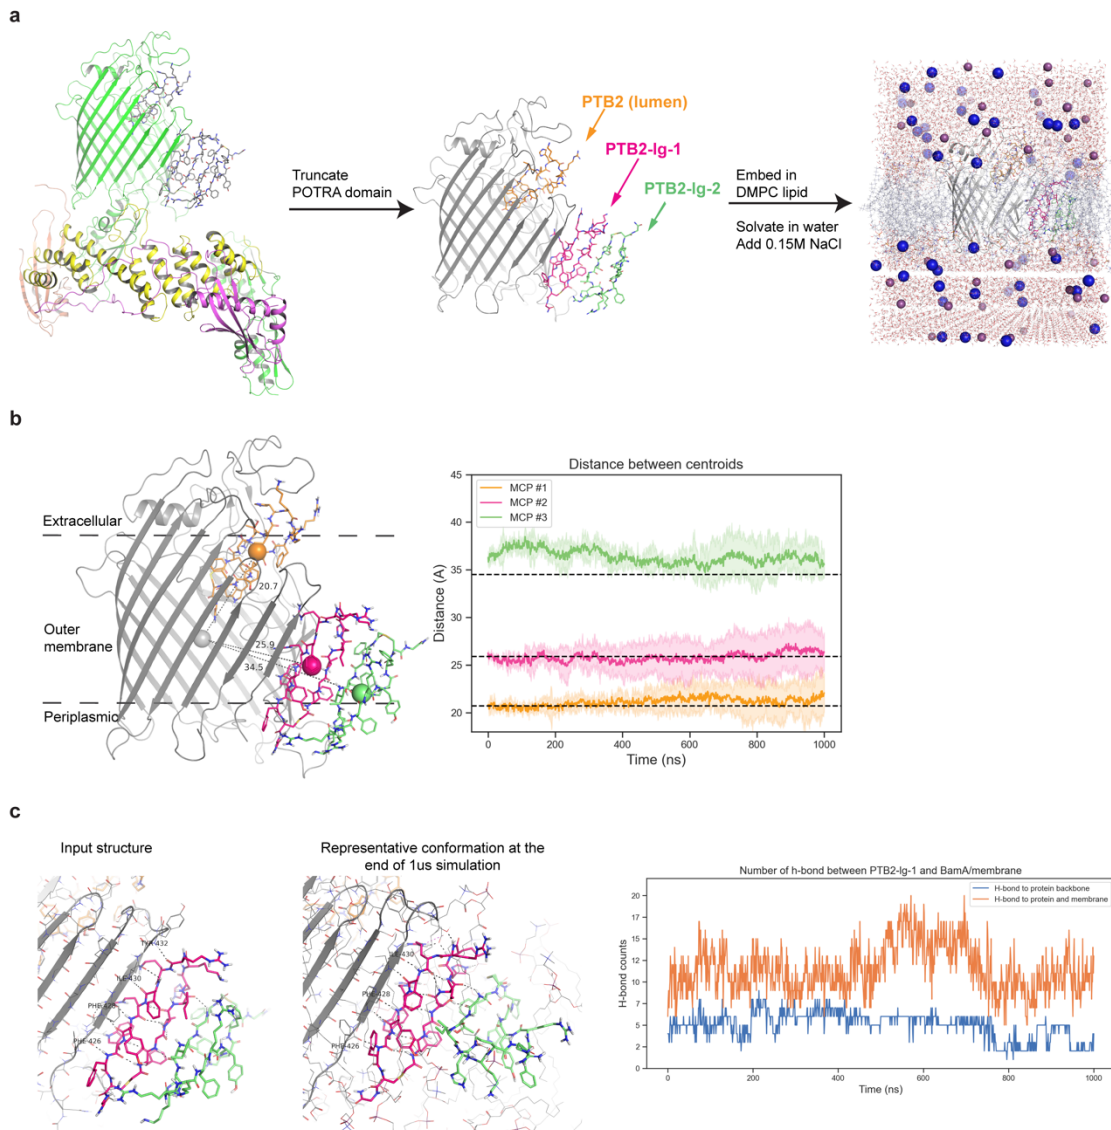 a
PTB2 (lumen)
PTB2-lg-1
PTB2-lg-2
Truncate
POTRA domain
Embed in
DMPC lipid
Solvate in water
Add 0.15M NaCl
b
Extracellular
Outer
membrane
Periplasmic
20.7
25.9
34.5
Distance between centroids
MCP #1
MCP #2
MCP #3
Distance (A)
45
40
35
30
25
20
0 200 400 600 800 1000
Time (ns)
c
Input structure
TYR-432
ILE-430
PHE-428
PHE-426
Representative conformation at the
end of 1us simulation
ILE-430
PHE-428
PHE-426
Number of h-bond between PTB2-lg-1 and BamA/membrane
H-bond to protein backbone
H-bond to protein and membrane
H-bond counts
20
17
15
12
10
7
5
2
0
0 200 400 600 800 1000
Time (ns)